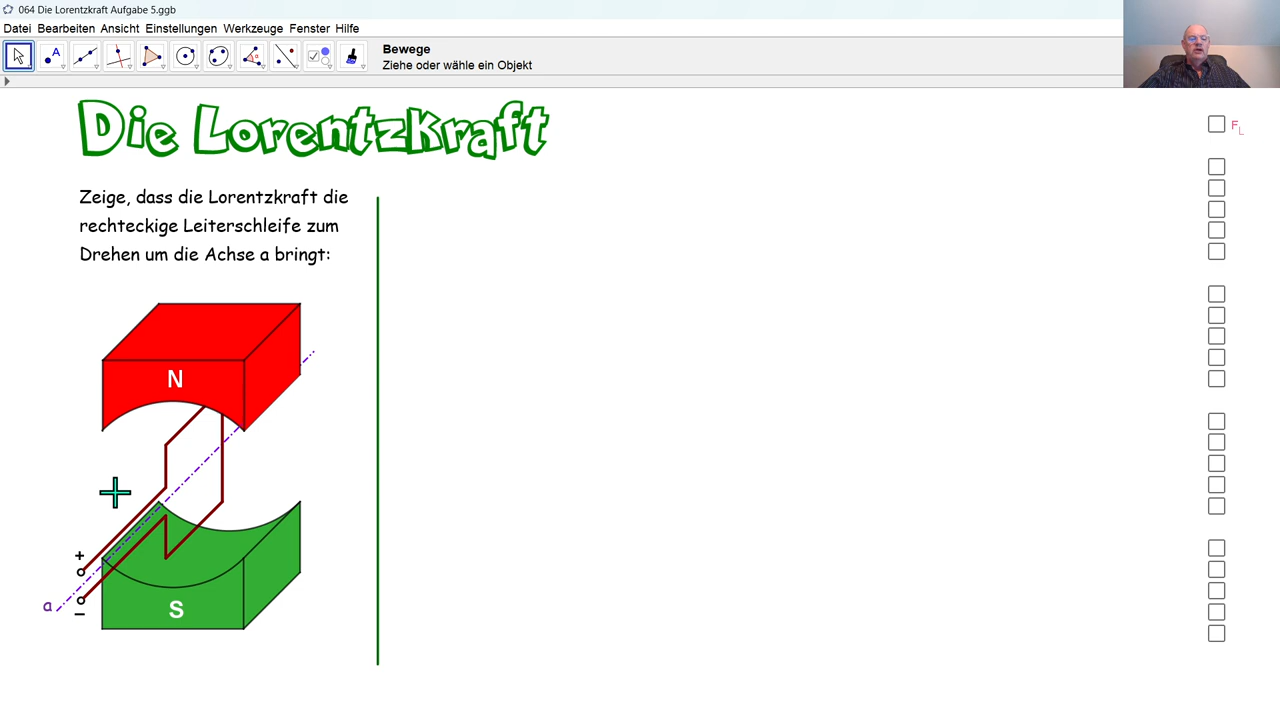 064 Die Lorentzkraft Aufgabe 5.ggb
Datei Bearbeiten Ansicht Einstellungen Werkzeuge Fenster Hilfe
A
Bewege
Ziehe oder wähle ein Objekt
Die Lorentzkraft
F_L
Zeige, dass die Lorentzkraft die
rechteckige Leiterschleife zum
Drehen um die Achse a bringt:
N
+
a
−
S